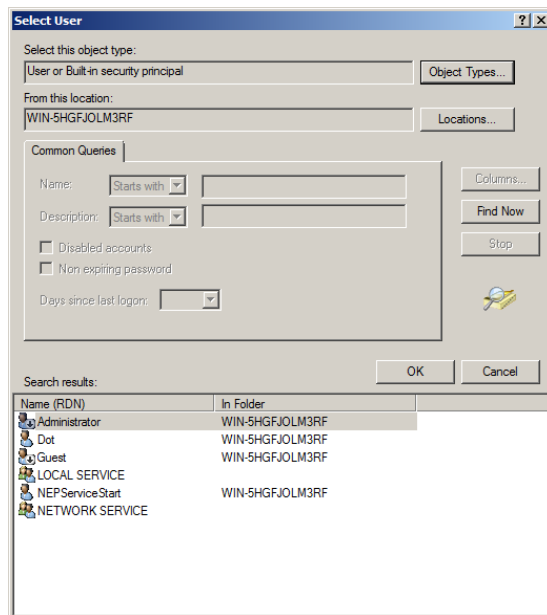 Select User
Select this object type:
User or Built-in security principal
Object Types...
From this location:
WIN-5HGFJOLM3RF
Locations...
Common Queries
Name: Starts with
Columns...
Description: Starts with
Find Now
Disabled accounts
Stop
Non expiring password
Days since last logon:
OK Cancel
Search results:
Name (RDN) In Folder
Administrator WIN-5HGFJOLM3RF
Dot WIN-5HGFJOLM3RF
Guest WIN-5HGFJOLM3RF
LOCAL SERVICE
NEPServiceStart WIN-5HGFJOLM3RF
NETWORK SERVICE